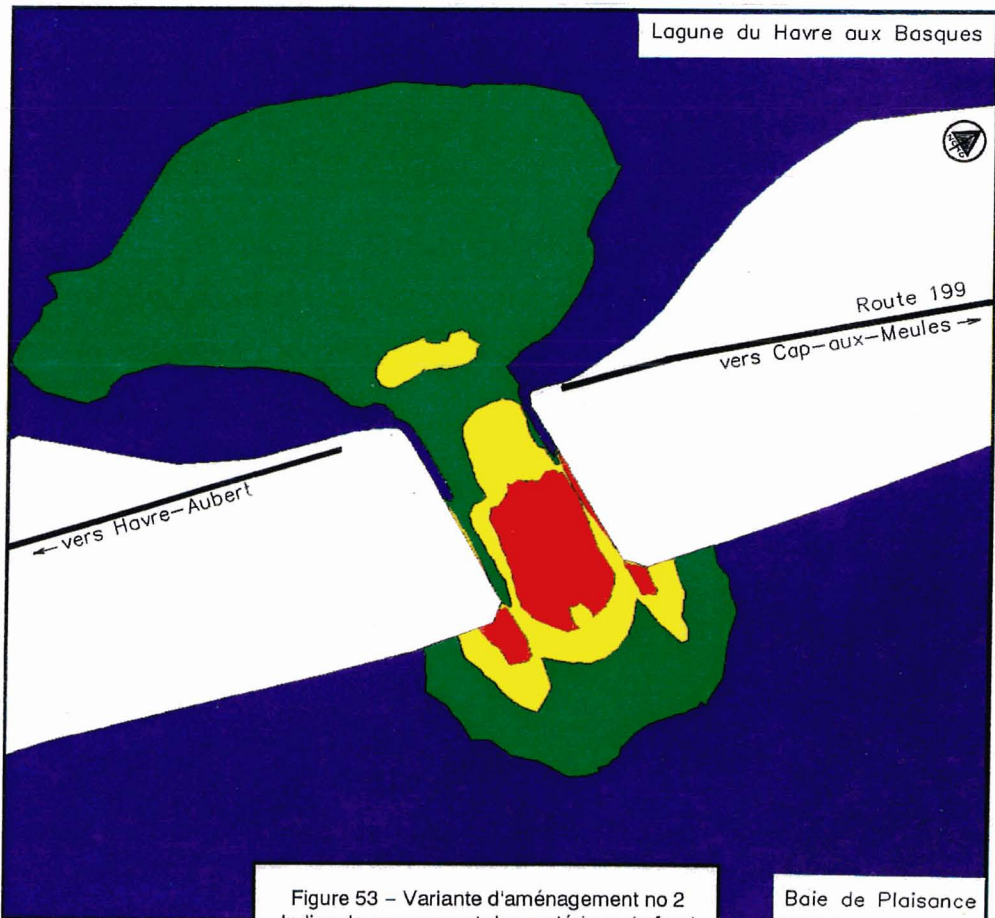 Lagune du Havre aux Basques
Route 199
vers Cap-aux-Meules →
← vers Havre-Aubert
Figure 53 – Variante d'aménagement no 2
Baie de Plaisance